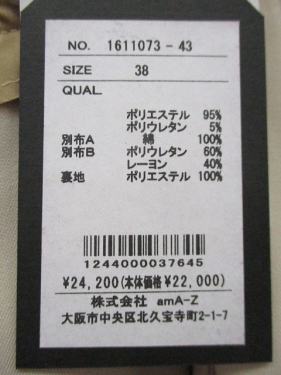 NO. 1611073-43
SIZE 38
QUAL.
ポリエステル 95%
ポリウレタン 5%
別布A 綿 100%
別布B ポリウレタン 60%
レーヨン 40%
裏地 ポリエステル 100%
1244000037645
¥24,200(本体価格¥22,000)
株式会社 amA-Z
大阪市中央区北久宝寺町2-1-7